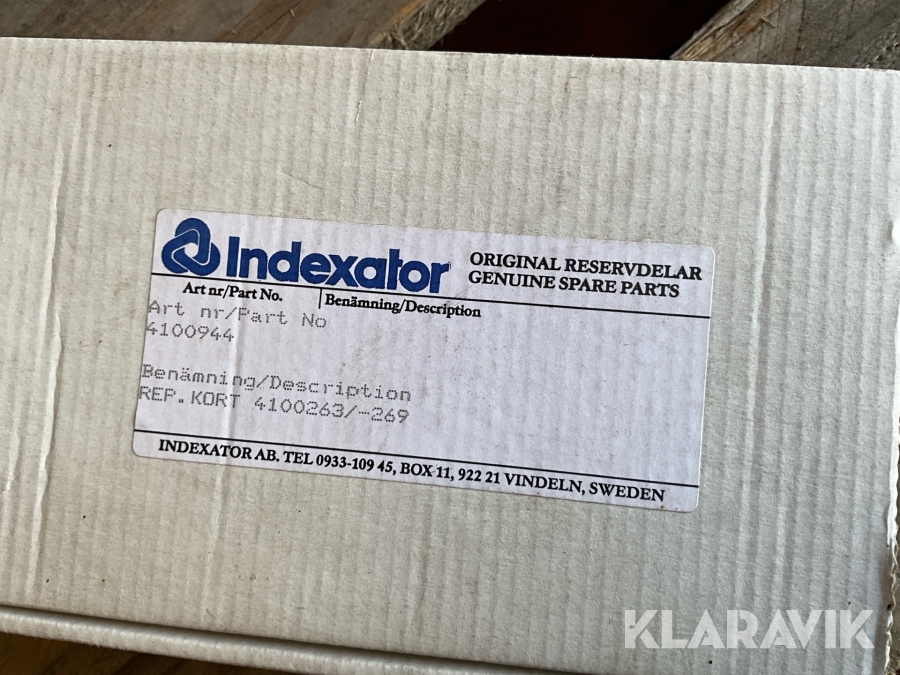 Indexator
ORIGINAL RESERVDELAR
GENUINE SPARE PARTS
Art nr/Part No.
Benämning/Description
Art nr/Part No
4100944
Benämning/Description
REP.KORT 4100263/-269
INDEXATOR AB. TEL 0933-109 45, BOX 11, 922 21 VINDELN, SWEDEN
KLARAVIK